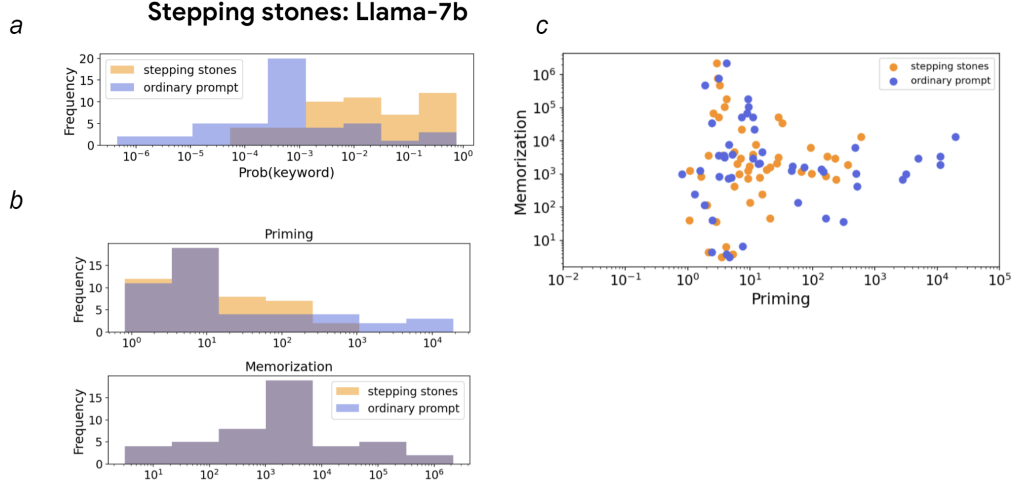 Stepping stones: Llama-7b
a
Frequency
20
15
10
5
0
stepping stones
ordinary prompt
10⁻⁶ 10⁻⁵ 10⁻⁴ 10⁻³ 10⁻² 10⁻¹ 10⁰
Prob(keyword)
b
Priming
Frequency
15
10
5
0
10⁰ 10¹ 10² 10³ 10⁴
Memorization
Frequency
15
10
5
0
stepping stones
ordinary prompt
10¹ 10² 10³ 10⁴ 10⁵ 10⁶
c
Memorization
10⁶
10⁵
10⁴
10³
10²
10¹
stepping stones
ordinary prompt
10⁻² 10⁻¹ 10⁰ 10¹ 10² 10³ 10⁴ 10⁵
Priming